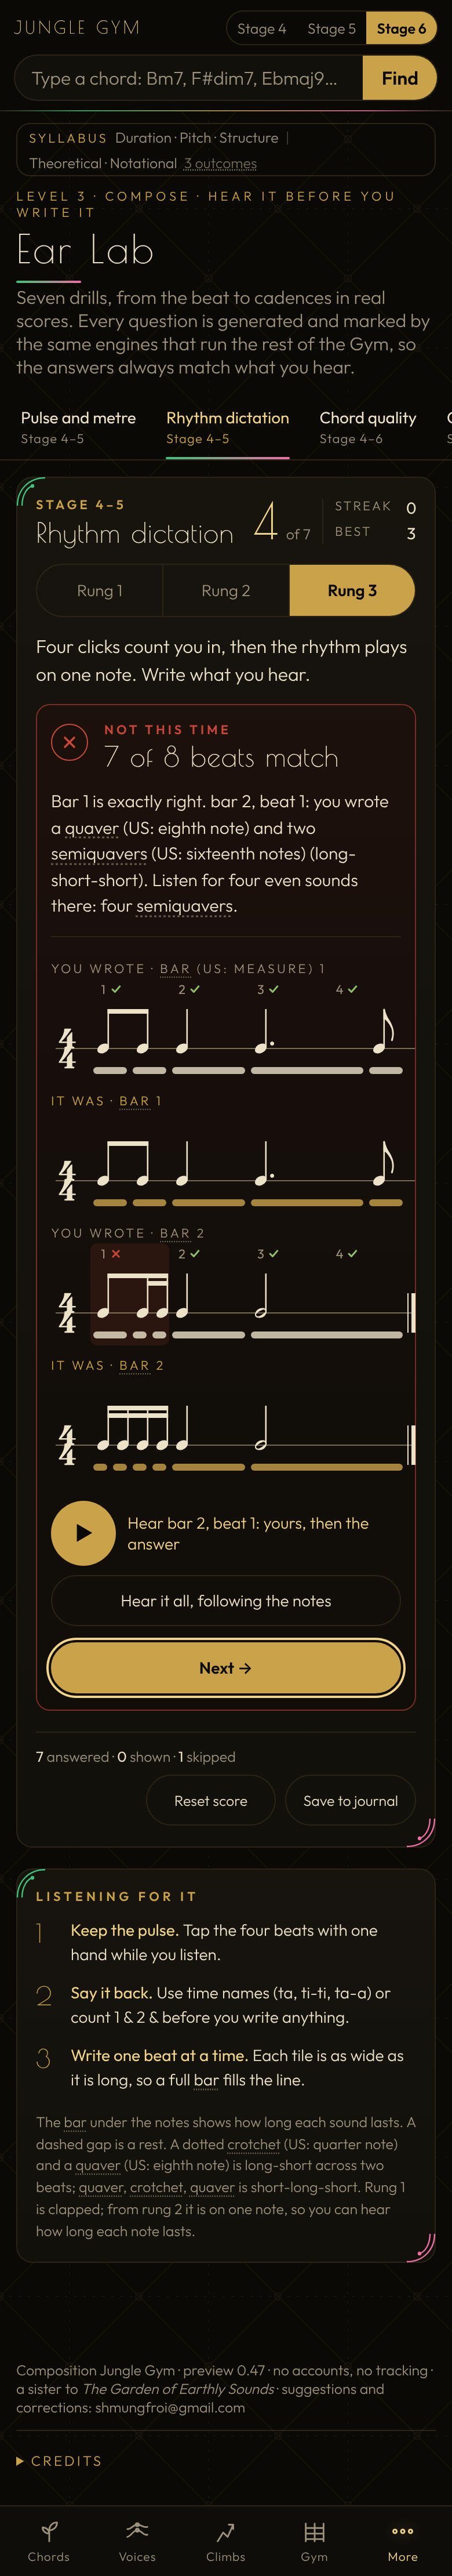 JUNGLE GYM
Stage 4 Stage 5 Stage 6
Type a chord: Bm7, F#dim7, Ebmaj9... Find
SYLLABUS Duration · Pitch · Structure |
Theoretical · Notational 3 outcomes
LEVEL 3 · COMPOSE · HEAR IT BEFORE YOU
WRITE IT
Ear Lab
Seven drills, from the beat to cadences in real
scores. Every question is generated and marked by
the same engines that run the rest of the Gym, so
the answers always match what you hear.
Pulse and metre Rhythm dictation Chord quality
Stage 4–5 Stage 4–5 Stage 4–6
STAGE 4–5
Rhythm dictation 4 of 7
STREAK 0
BEST 3
Rung 1 Rung 2 Rung 3
Four clicks count you in, then the rhythm plays
on one note. Write what you hear.
NOT THIS TIME
7 of 8 beats match
Bar 1 is exactly right. bar 2, beat 1: you wrote
a quaver (US: eighth note) and two
semiquavers (US: sixteenth notes) (long-
short-short). Listen for four even sounds
there: four semiquavers.
YOU WROTE · BAR (US: MEASURE) 1
1 ✓ 2 ✓ 3 ✓ 4 ✓
4
4
IT WAS · BAR 1
4
4
YOU WROTE · BAR 2
1 ✕ 2 ✓ 3 ✓ 4 ✓
4
4
IT WAS · BAR 2
4
4
Hear bar 2, beat 1: yours, then the
answer
Hear it all, following the notes
Next →
7 answered · 0 shown · 1 skipped
Reset score Save to journal
LISTENING FOR IT
1 Keep the pulse. Tap the four beats with one
hand while you listen.
2 Say it back. Use time names (ta, ti-ti, ta-a) or
count 1 & 2 & before you write anything.
3 Write one beat at a time. Each tile is as wide as
it is long, so a full bar fills the line.
The bar under the notes shows how long each sound lasts. A
dashed gap is a rest. A dotted crotchet (US: quarter note)
and a quaver (US: eighth note) is long-short across two
beats; quaver, crotchet, quaver is short-long-short. Rung 1
is clapped; from rung 2 it is on one note, so you can hear
how long each note lasts.
Composition Jungle Gym · preview 0.47 · no accounts, no tracking ·
a sister to The Garden of Earthly Sounds · suggestions and
corrections: shmungfroi@gmail.com
▶ CREDITS
Chords Voices Climbs Gym More